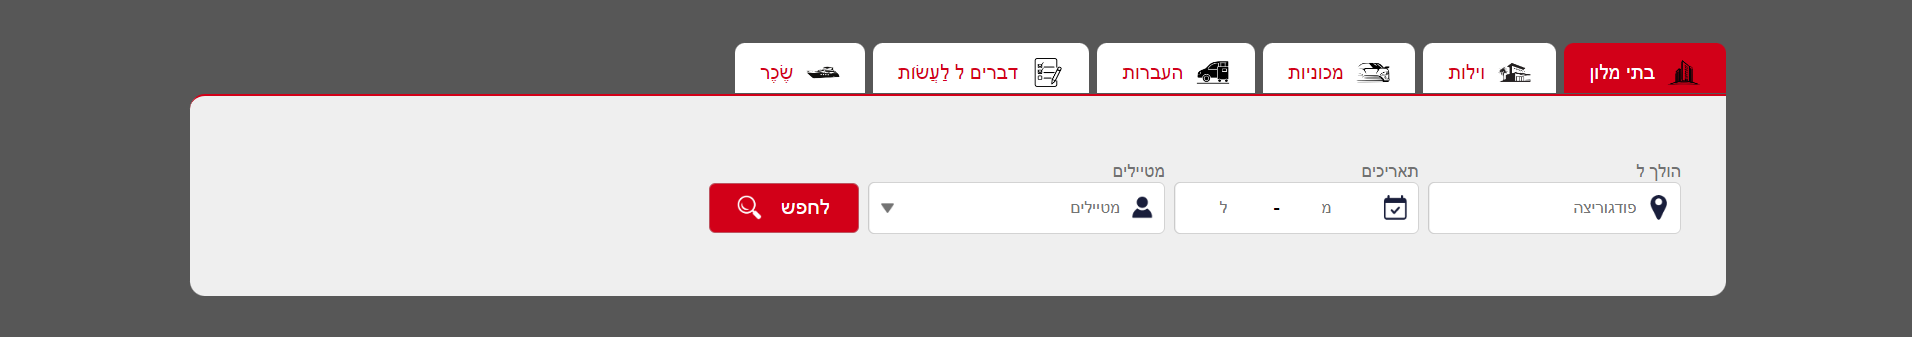 בתי מלון
וילות
מכוניות
העברות
דברים ל לַעֲשׂוֹת
שֶׂכֶר
הולך ל
תאריכים
מטיילים
פודגוריצה
מ - ל
מטיילים
לחפש